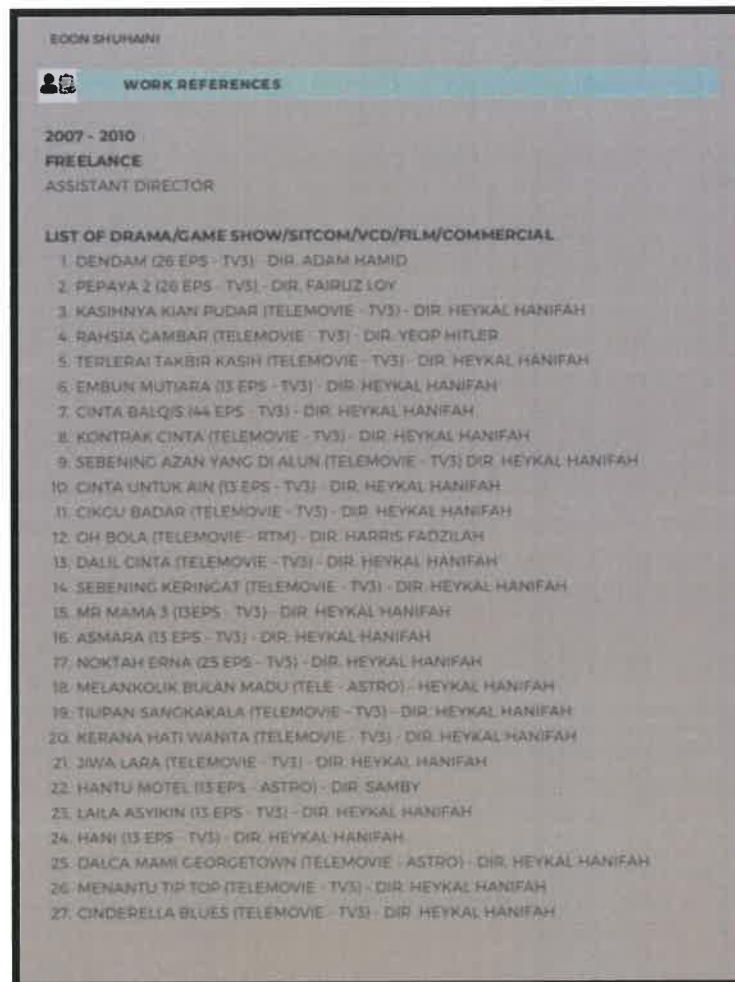 EOON SHUHAINI
WORK REFERENCES
2007 - 2010
FREELANCE
ASSISTANT DIRECTOR
LIST OF DRAMA/GAME SHOW/SITCOM/VCD/FILM/COMMERCIAL
1. DENDAM (26 EPS - TV3) - DIR. ADAM HAMID
2. PEPAYA 2 (26 EPS - TV3) - DIR. FAIRUZ LOY
3. KASIHNYA KIAN PUDAR (TELEMOVIE - TV3) - DIR. HEYKAL HANIFAH
4. RAHSIA GAMBAR (TELEMOVIE - TV3) - DIR. YEOP HITLER
5. TERLERAI TAKBIR KASIH (TELEMOVIE - TV3) - DIR. HEYKAL HANIFAH
6. EMBUN MUTIARA (13 EPS - TV3) - DIR. HEYKAL HANIFAH
7. CINTA BALQIS (44 EPS - TV3) - DIR. HEYKAL HANIFAH
8. KONTRAK CINTA (TELEMOVIE - TV3) - DIR. HEYKAL HANIFAH
9. SEBENING AZAN YANG DI ALUN (TELEMOVIE - TV3) DIR. HEYKAL HANIFAH
10. CINTA UNTUK AIN (13 EPS - TV3) - DIR. HEYKAL HANIFAH
11. CIKGU BADAR (TELEMOVIE - TV3) - DIR. HEYKAL HANIFAH
12. OH BOLA (TELEMOVIE - RTM) - DIR. HARRIS FADZILAH
13. DALIL CINTA (TELEMOVIE - TV3) - DIR. HEYKAL HANIFAH
14. SEBENING KERINGAT (TELEMOVIE - TV3) - DIR. HEYKAL HANIFAH
15. MR MAMA 3 (13EPS - TV3) - DIR. HEYKAL HANIFAH
16. ASMARA (13 EPS - TV3) - DIR. HEYKAL HANIFAH
17. NOKTAH ERNA (25 EPS - TV3) - DIR. HEYKAL HANIFAH
18. MELANKOLIK BULAN MADU (TELE - ASTRO) - HEYKAL HANIFAH
19. TIUPAN SANGKAKALA (TELEMOVIE - TV3) - DIR. HEYKAL HANIFAH
20. KERANA HATI WANITA (TELEMOVIE - TV3) - DIR. HEYKAL HANIFAH
21. JIWA LARA (TELEMOVIE - TV3) - DIR. HEYKAL HANIFAH
22. HANTU MOTEL (13 EPS - ASTRO) - DIR. SAMBY
23. LAILA ASYIKIN (13 EPS - TV3) - DIR. HEYKAL HANIFAH
24. HANI (13 EPS - TV3) - DIR. HEYKAL HANIFAH
25. DALCA MAMI GEORGETOWN (TELEMOVIE - ASTRO) - DIR. HEYKAL HANIFAH
26. MENANTU TIP TOP (TELEMOVIE - TV3) - DIR. HEYKAL HANIFAH
27. CINDERELLA BLUES (TELEMOVIE - TV3) - DIR. HEYKAL HANIFAH